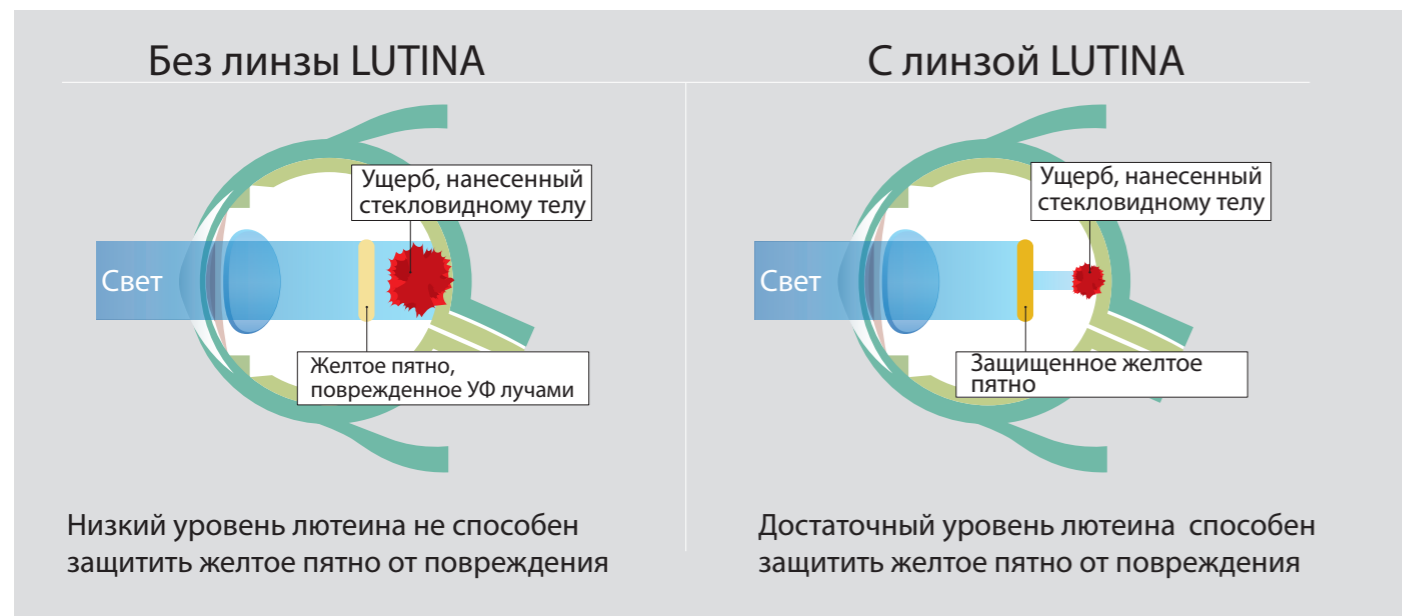 Без линзы LUTINA
Ущерб, нанесенный
стекловидному телу
Свет
Желтое пятно,
поврежденное УФ лучами
Низкий уровень лютеина не способен
защитить желтое пятно от повреждения
С линзой LUTINA
Ущерб, нанесенный
стекловидному телу
Свет
Защищенное желтое
пятно
Достаточный уровень лютеина способен
защитить желтое пятно от повреждения